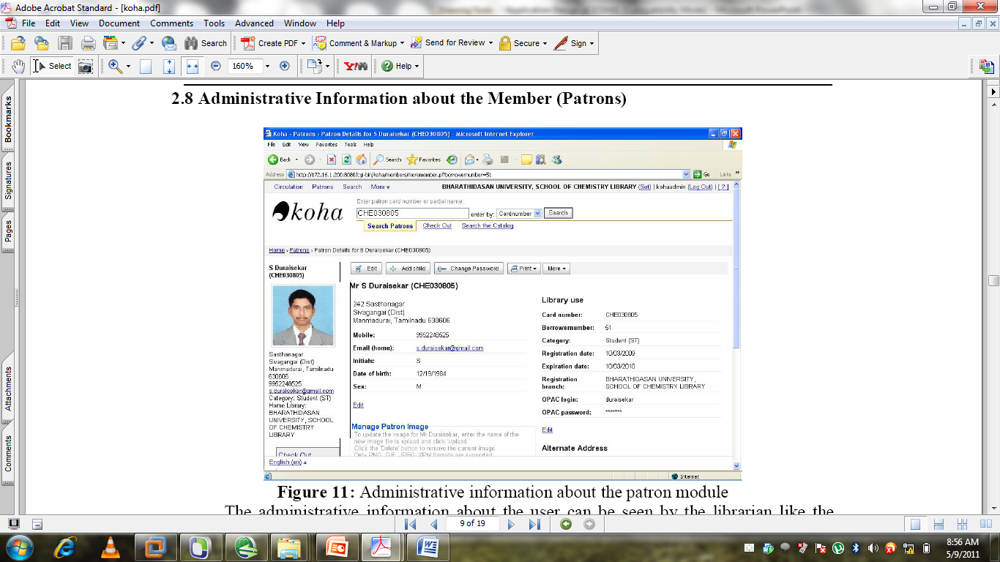 Adobe Acrobat Standard - [koha.pdf]
File Edit View Document Comments Tools Advanced Window Help
Search Create PDF Comment & Markup Send for Review Secure Sign
Select 160% Y! Help
Bookmarks
Signatures
Pages
Attachments
Comments
2.8 Administrative Information about the Member (Patrons)
Koha › Patrons › Patron Details for S Duraisekar (CHE030805) - Microsoft Internet Explorer
File Edit View Favorites Tools Help
Back Search Favorites
Address http://172.16.1.200:8080/cgi-bin/koha/members/moremember.pl?borrowernumber=51 Go Links »
Circulation Patrons Search More BHARATHIDASAN UNIVERSITY, SCHOOL OF CHEMISTRY LIBRARY (Set) | kohaadmin (Log Out) | [ ? ]
koha
Enter patron card number or partial name:
CHE030805 order by: Cardnumber Search
Search Patrons Check Out Search the Catalog
Home › Patrons › Patron Details for S Duraisekar (CHE030805)
S Duraisekar
(CHE030805)
Sasthanagar
Sivagangai (Dist)
Manmadurai, Tamilnadu
630606
9952248525
s.duraisekar@gmail.com
Category: Student (ST)
Home Library:
BHARATHIDASAN
UNIVERSITY, SCHOOL
OF CHEMISTRY
LIBRARY
Check Out
English (en)
Edit Add child Change Password Print More
Mr S Duraisekar (CHE030805)
242 Sasthanagar
Sivagangai (Dist)
Manmadurai, Tamilnadu 630606
Mobile: 9952248525
Email (home): s.duraisekar@gmail.com
Initials: S
Date of birth: 12/19/1984
Sex: M
Edit
Manage Patron Image
To update the image for Mr Duraisekar, enter the name of the
new image file to upload and click 'Upload.'
Click the 'Delete' button to remove the current image.
Only PNG, GIF, JPEG, XPM formats are supported.
Library use
Card number: CHE030805
Borrowernumber: 51
Category: Student (ST)
Registration date: 10/03/2009
Expiration date: 10/03/2010
Registration branch: BHARATHIDASAN UNIVERSITY,
SCHOOL OF CHEMISTRY LIBRARY
OPAC login: duraisekar
OPAC password: *******
Edit
Alternate Address
Internet
Figure 11: Administrative information about the patron module
The administrative information about the user can be seen by the librarian like the
9 of 19
8:56 AM
5/9/2011